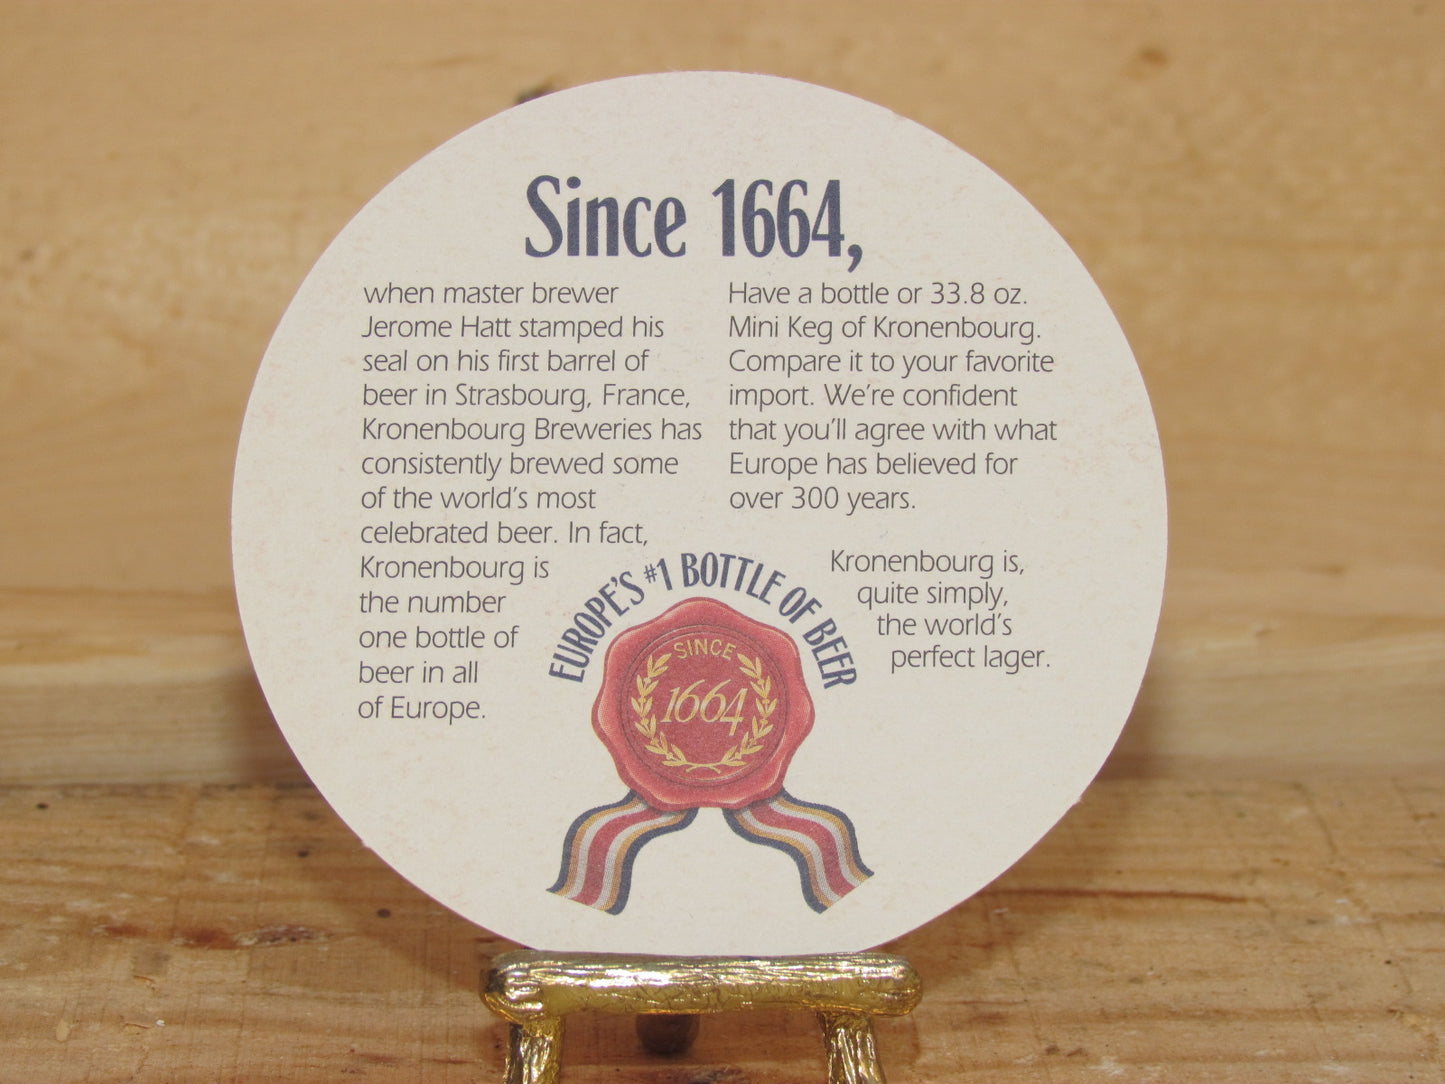 Since 1664,
when master brewer
Jerome Hatt stamped his
seal on his first barrel of
beer in Strasbourg, France,
Kronenbourg Breweries has
consistently brewed some
of the world's most
celebrated beer. In fact,
Kronenbourg is
the number
one bottle of
beer in all
of Europe.
Have a bottle or 33.8 oz.
Mini Keg of Kronenbourg.
Compare it to your favorite
import. We're confident
that you'll agree with what
Europe has believed for
over 300 years.
Kronenbourg is,
quite simply,
the world's
perfect lager.
EUROPE'S #1 BOTTLE OF BEER
SINCE
1664